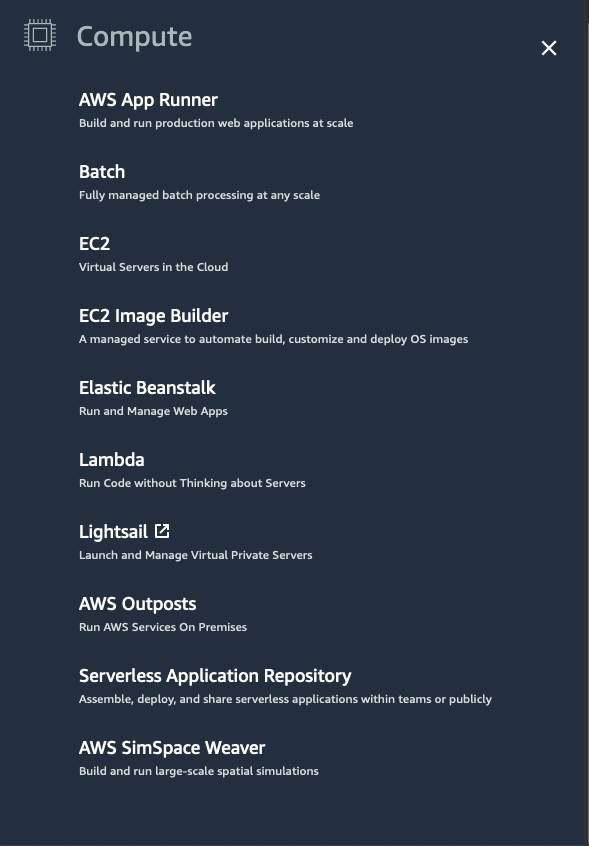 Compute
AWS App Runner
Build and run production web applications at scale
Batch
Fully managed batch processing at any scale
EC2
Virtual Servers in the Cloud
EC2 Image Builder
A managed service to automate build, customize and deploy OS images
Elastic Beanstalk
Run and Manage Web Apps
Lambda
Run Code without Thinking about Servers
Lightsail
Launch and Manage Virtual Private Servers
AWS Outposts
Run AWS Services On Premises
Serverless Application Repository
Assemble, deploy, and share serverless applications within teams or publicly
AWS SimSpace Weaver
Build and run large-scale spatial simulations